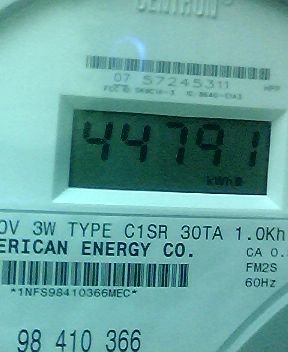 CENTRON
07 57245311
44791
kWh
0V 3W TYPE C1SR 30TA 1.0Kh
ERICAN ENERGY CO.
CA 0.
FM2S
*1NFS98410366MEC*
60Hz
98 410 366